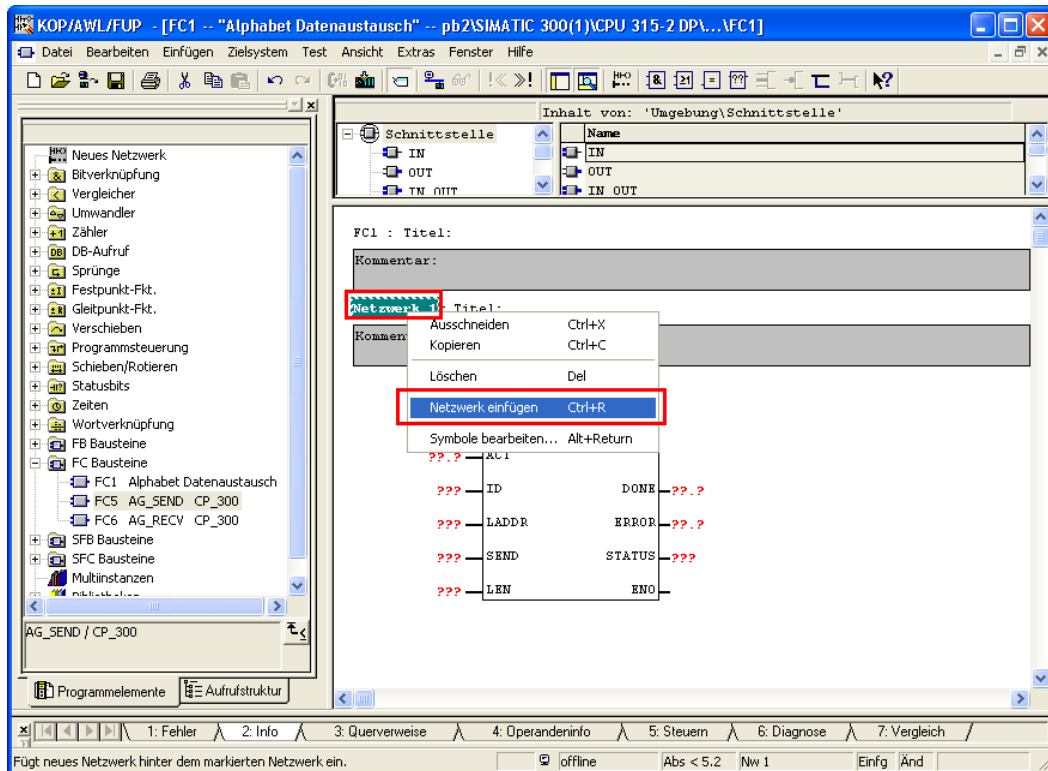 KOP/AWL/FUP - [FC1 -- "Alphabet Datenaustausch" -- pb2\SIMATIC 300(1)\CPU 315-2 DP\...\FC1]
Datei Bearbeiten Einfügen Zielsystem Test Ansicht Extras Fenster Hilfe
Inhalt von: 'Umgebung\Schnittstelle'
Schnittstelle
IN
OUT
IN_OUT
Name
IN
OUT
IN_OUT
Neues Netzwerk
Bitverknüpfung
Vergleicher
Umwandler
Zähler
DB-Aufruf
Sprünge
Festpunkt-Fkt.
Gleitpunkt-Fkt.
Verschieben
Programmsteuerung
Schieben/Rotieren
Statusbits
Zeiten
Wortverknüpfung
FB Bausteine
FC Bausteine
FC1 Alphabet Datenaustausch
FC5 AG_SEND CP_300
FC6 AG_RECV CP_300
SFB Bausteine
SFC Bausteine
Multiinstanzen
Bibliotheken
AG_SEND / CP_300
Programmelemente Aufrufstruktur
FC1 : Titel:
Kommentar:
Netzwerk 1: Titel:
Kommen
Ausschneiden Ctrl+X
Kopieren Ctrl+C
Löschen Del
Netzwerk einfügen Ctrl+R
Symbole bearbeiten... Alt+Return
??.? ACT
??? ID DONE ??.?
??? LADDR ERROR ??.?
??? SEND STATUS ???
??? LEN ENO
1: Fehler 2: Info 3: Querverweise 4: Operandeninfo 5: Steuern 6: Diagnose 7: Vergleich
Fügt neues Netzwerk hinter dem markierten Netzwerk ein. offline Abs < 5.2 Nw 1 Einfg Änd